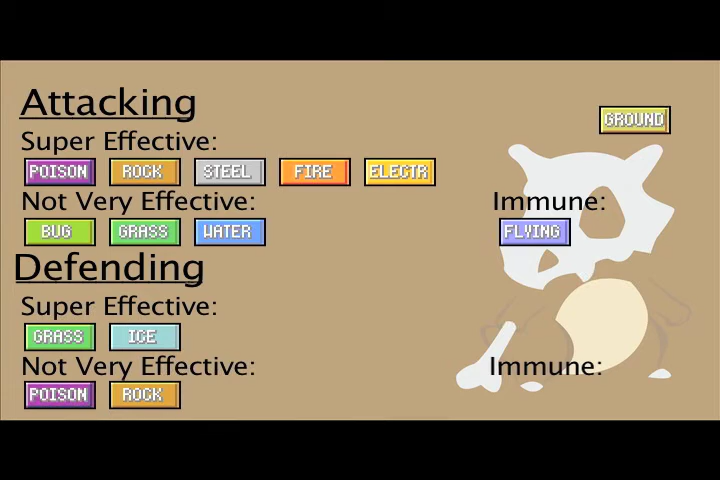 Attacking
GROUND
Super Effective:
POISON ROCK STEEL FIRE ELECTR
Not Very Effective: Immune:
BUG GRASS WATER FLYING
Defending
Super Effective:
GRASS ICE
Not Very Effective: Immune:
POISON ROCK